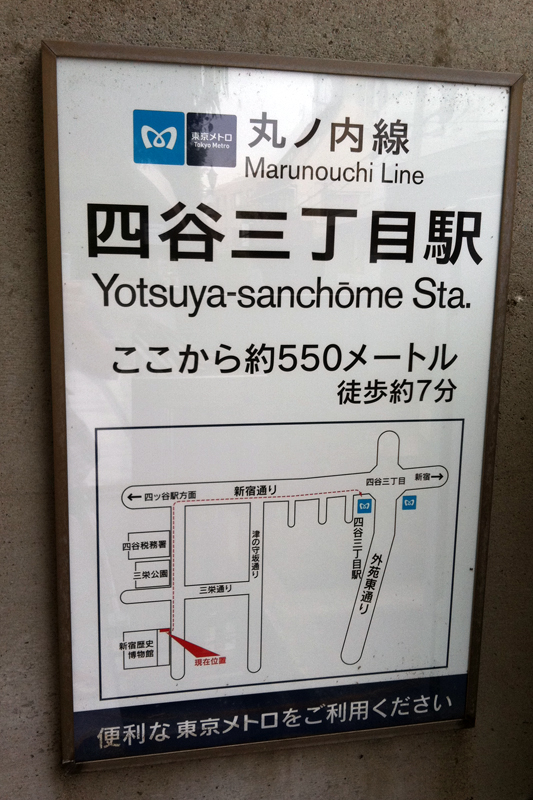 東京メトロ
Tokyo Metro
丸ノ内線
Marunouchi Line
四谷三丁目駅
Yotsuya-sanchōme Sta.
ここから約550メートル
徒歩約7分
←四ッ谷駅方面
新宿通り
四谷三丁目
新宿→
四谷税務署
三栄公園
津の守坂通り
四谷三丁目駅
外苑東通り
三栄通り
新宿歴史
博物館
現在位置
便利な東京メトロをご利用ください